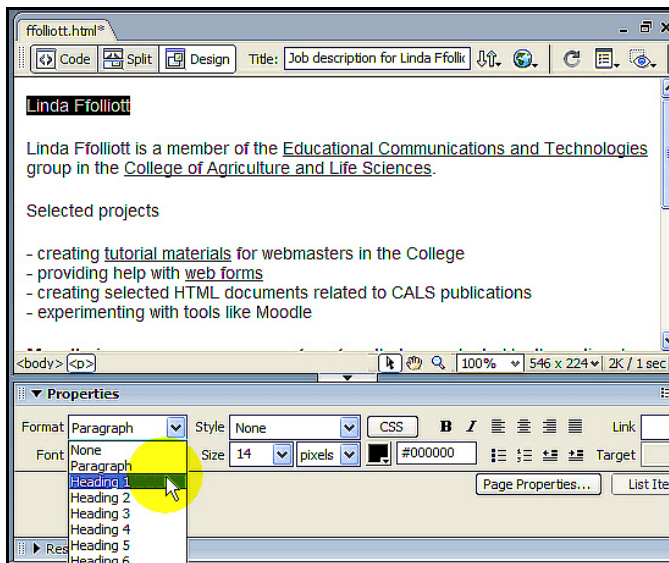 ffolliott.html*
Code Split Design Title: Job description for Linda Ffollic
Linda Ffolliott
Linda Ffolliott is a member of the Educational Communications and Technologies
group in the College of Agriculture and Life Sciences.
Selected projects
- creating tutorial materials for webmasters in the College
- providing help with web forms
- creating selected HTML documents related to CALS publications
- experimenting with tools like Moodle
<body> <p> 100% 546 x 224 2K / 1 sec
Properties
Format Paragraph Style None CSS B I Link
Font Size 14 pixels #000000 Target
None
Paragraph
Heading 1
Page Properties... List Ite
Heading 2
Heading 3
Heading 4
Heading 5
Res
Heading 6